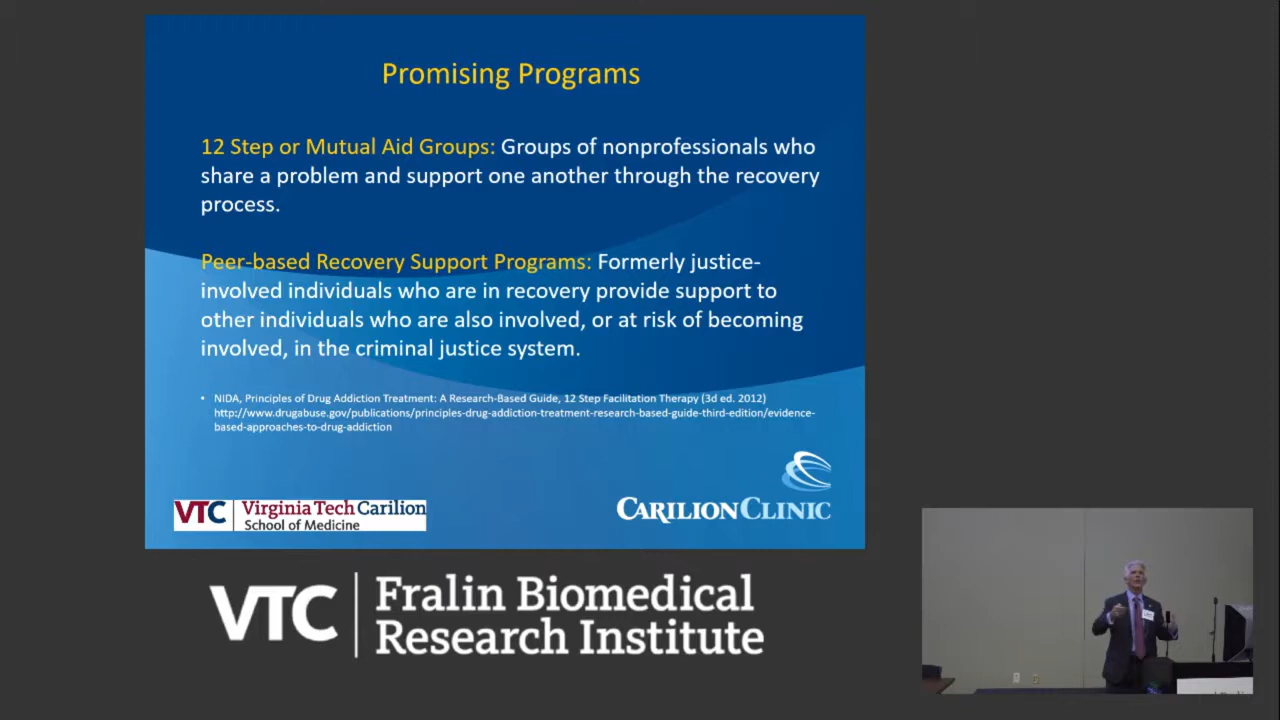 Promising Programs
12 Step or Mutual Aid Groups: Groups of nonprofessionals who
share a problem and support one another through the recovery
process.
Peer-based Recovery Support Programs: Formerly justice-
involved individuals who are in recovery provide support to
other individuals who are also involved, or at risk of becoming
involved, in the criminal justice system.
• NIDA, Principles of Drug Addiction Treatment: A Research-Based Guide, 12 Step Facilitation Therapy (3d ed. 2012)
http://www.drugabuse.gov/publications/principles-drug-addiction-treatment-research-based-guide-third-edition/evidence-
based-approaches-to-drug-addiction
VTC Virginia Tech Carilion
School of Medicine
CARILION CLINIC
VTC Fralin Biomedical
Research Institute